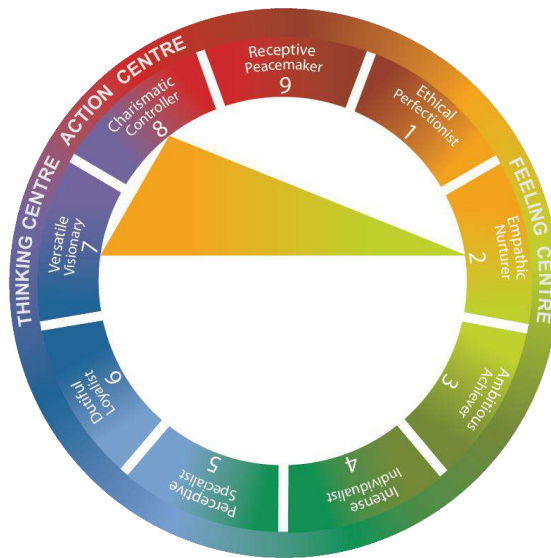 ACTION CENTRE
FEELING CENTRE
THINKING CENTRE
Receptive
Peacemaker
9
Ethical
Perfectionist
1
Empathic
Nurturer
2
Ambitious
Achiever
3
Intense
Individualist
4
Perceptive
Specialist
5
Dutiful
Loyalist
6
Versatile
Visionary
7
Charismatic
Controller
8